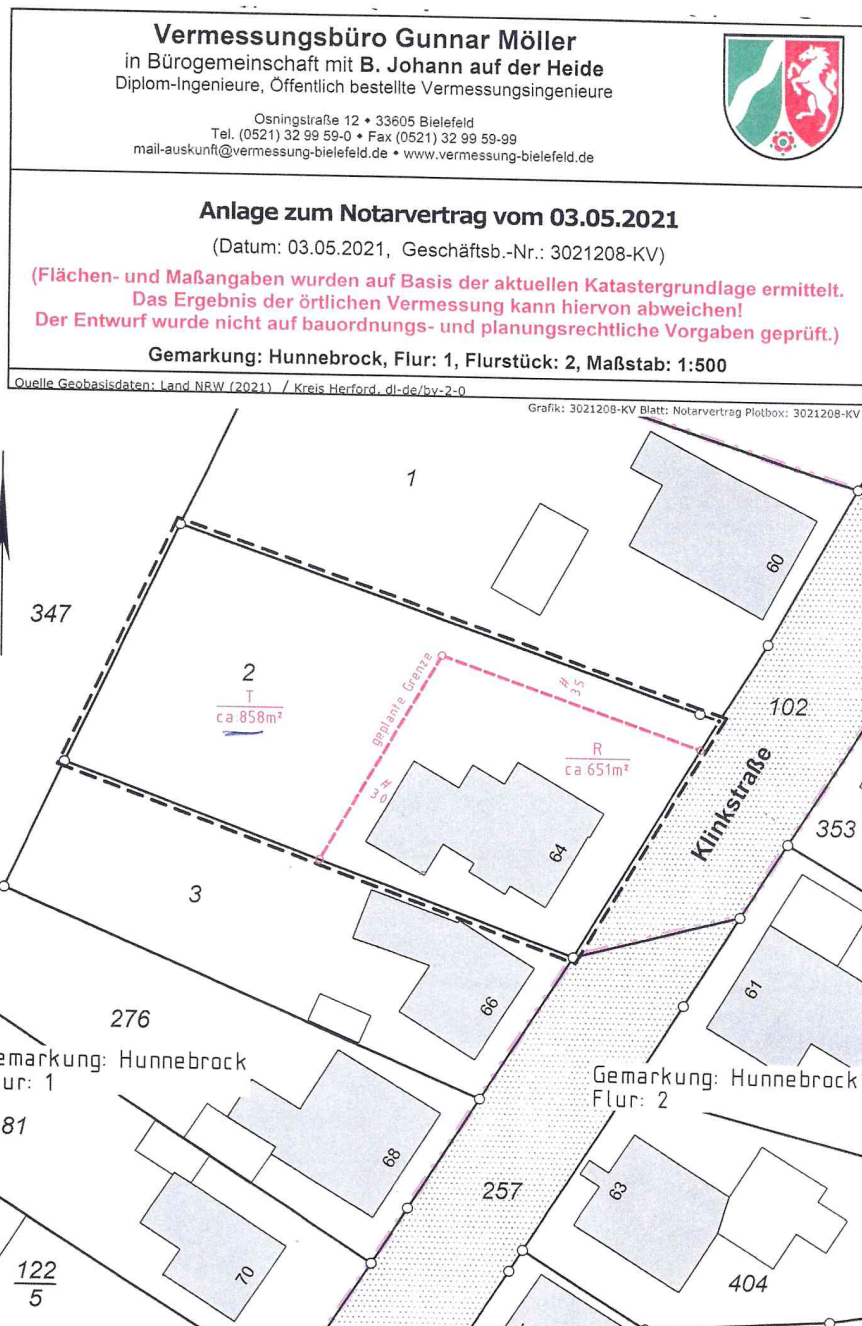 Vermessungsbüro Gunnar Möller
in Bürogemeinschaft mit B. Johann auf der Heide
Diplom-Ingenieure, Öffentlich bestellte Vermessungsingenieure
Osningstraße 12 • 33605 Bielefeld
Tel. (0521) 32 99 59-0 • Fax (0521) 32 99 59-99
mail-auskunft@vermessung-bielefeld.de • www.vermessung-bielefeld.de
Anlage zum Notarvertrag vom 03.05.2021
(Datum: 03.05.2021, Geschäftsb.-Nr.: 3021208-KV)
(Flächen- und Maßangaben wurden auf Basis der aktuellen Katastergrundlage ermittelt.
Das Ergebnis der örtlichen Vermessung kann hiervon abweichen!
Der Entwurf wurde nicht auf bauordnungs- und planungsrechtliche Vorgaben geprüft.)
Gemarkung: Hunnebrock, Flur: 1, Flurstück: 2, Maßstab: 1:500
Quelle Geobasisdaten: Land NRW (2021) / Kreis Herford, dl-de/by-2-0
Grafik: 3021208-KV Blatt: Notarvertrag Plotbox: 3021208-KV
1
60
347
2
T
ca 858m²
geplante Grenze
# 35
102
R
ca 651m²
# 30
Klinkstraße
353
64
3
66
61
276
emarkung: Hunnebrock
ur: 1
Gemarkung: Hunnebrock
Flur: 2
81
68
257
63
70
122
5
404